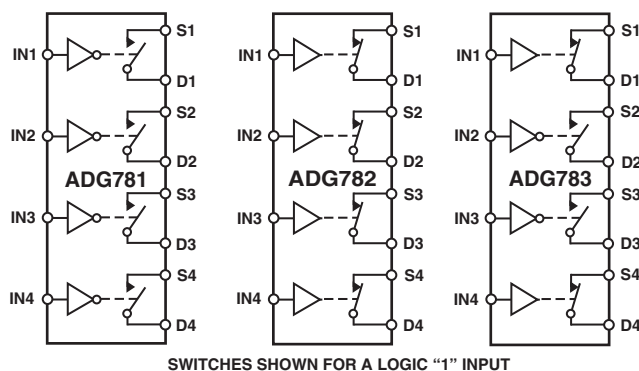 IN1
S1
D1
IN2
S2
D2
ADG781
IN3
S3
D3
IN4
S4
D4
IN1
S1
D1
IN2
S2
D2
ADG782
IN3
S3
D3
IN4
S4
D4
IN1
S1
D1
IN2
S2
D2
ADG783
IN3
S3
D3
IN4
S4
D4
SWITCHES SHOWN FOR A LOGIC “1” INPUT